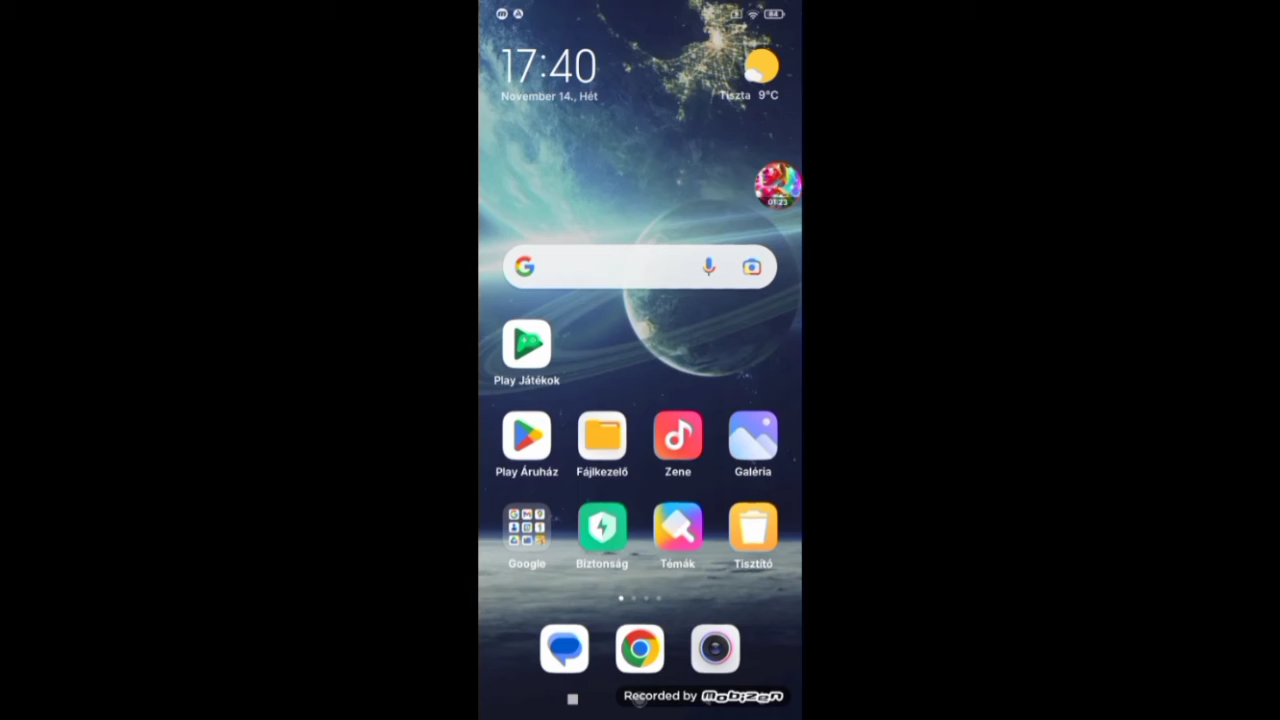 84
17:40
November 14., Hét
Tiszta 9°C
01:23
Play Játékok
Play Áruház
Fájlkezelő
Zene
Galéria
Google
Biztonság
Témák
Tisztító
Recorded by Mobizen